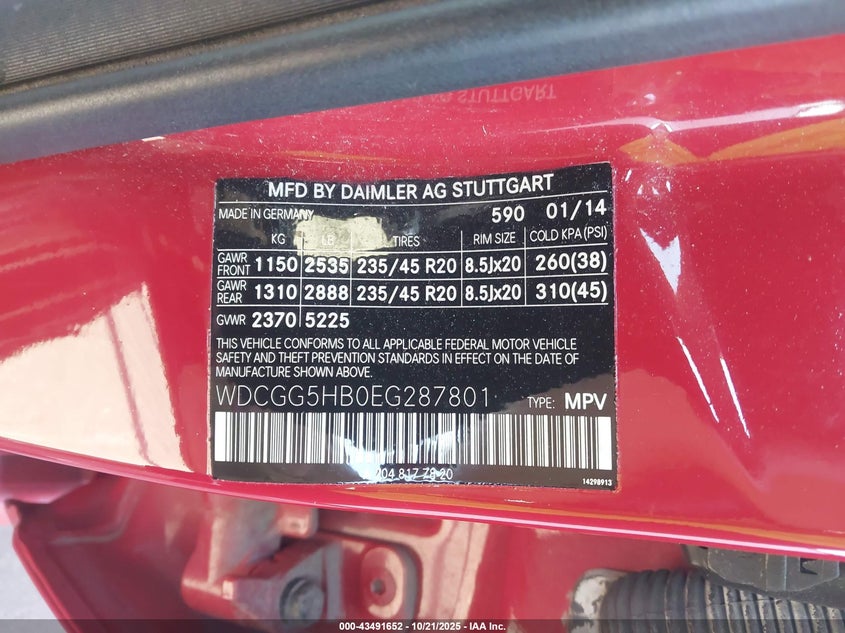 MFD BY DAIMLER AG STUTTGART
MADE IN GERMANY 590 01/14
KG LB TIRES RIM SIZE COLD KPA (PSI)
GAWR FRONT 1150 2535 235/45 R20 8.5Jx20 260(38)
GAWR REAR 1310 2888 235/45 R20 8.5Jx20 310(45)
GVWR 2370 5225
THIS VEHICLE CONFORMS TO ALL APPLICABLE FEDERAL MOTOR VEHICLE
SAFETY AND THEFT PREVENTION STANDARDS IN EFFECT ON THE DATE OF
MANUFACTURE SHOWN ABOVE.
WDCGG5HB0EG287801 TYPE: MPV
204 817 78 20
14298913
000-43491652 - 10/21/2025 - IAA Inc.